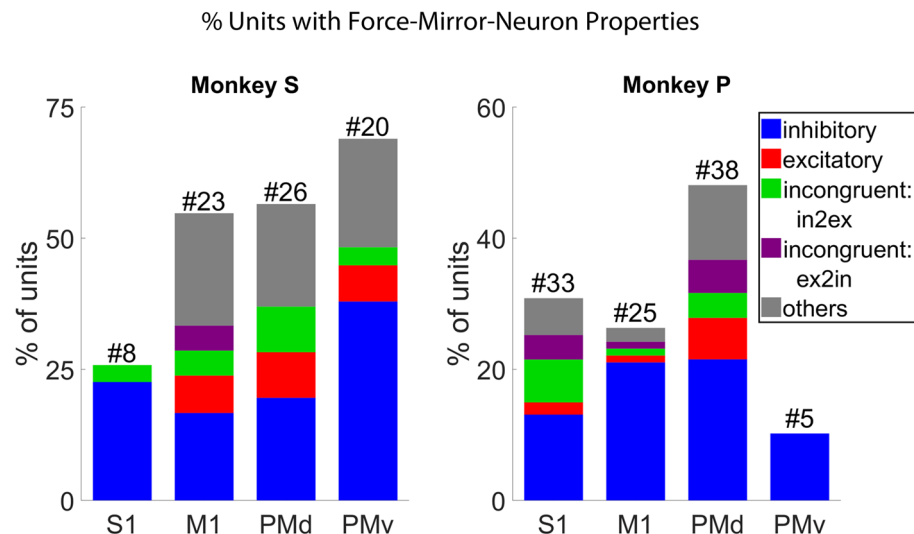 % Units with Force-Mirror-Neuron Properties
Monkey S
75
50
25
0
% of units
#8
#23
#26
#20
S1 M1 PMd PMv
Monkey P
60
40
20
0
% of units
#33
#25
#38
#5
S1 M1 PMd PMv
inhibitory
excitatory
incongruent:
in2ex
incongruent:
ex2in
others